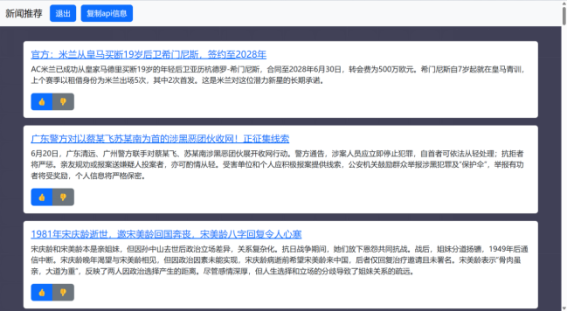 新闻推荐 退出 复制api信息
官方：米兰从皇马买断19岁后卫希门尼斯，签约至2028年
AC米兰已成功从皇家马德里买断19岁的年轻后卫亚历杭德罗-希门尼斯，合同至2028年6月30日，转会费为500万欧元。希门尼斯自7岁起就在皇马青训，
上个赛季以租借身份为米兰出场5次，其中2次首发。这是米兰对这位潜力新星的长期承诺。
广东警方对以蔡某飞苏某南为首的涉黑恶团伙收网！正征集线索
6月20日，广东清远、广州警方联手对蔡某飞、苏某南涉黑恶团伙展开收网行动。警方通告，涉案人员应立即停止犯罪，自首者可依法从轻处理；抗拒者
将严惩。亲友规劝或报案送嫌疑人投案者，亦可酌情从轻。受害单位和个人应积极报案提供线索，公安机关鼓励群众举报涉黑犯罪及“保护伞”，举报有功
者将受奖励，个人信息将严格保密。
1981年宋庆龄逝世，邀宋美龄回国奔丧，宋美龄八字回复令人心塞
宋庆龄和宋美龄本是亲姐妹，但因孙中山去世后政治立场差异，关系复杂化。抗日战争期间，她们放下恩怨共同抗战。战后，姐妹分道扬镳，1949年后通
信中断。宋庆龄晚年渴望与宋美龄相见，但因政治因素未能实现。宋庆龄病逝前希望宋美龄来中国，后者仅回复治疗邀请且未署名。宋美龄表示“骨肉虽
亲，大道为重”，反映了两人因政治选择产生的距离。尽管情感深厚，但人生选择和立场的分歧导致了姐妹关系的疏远。